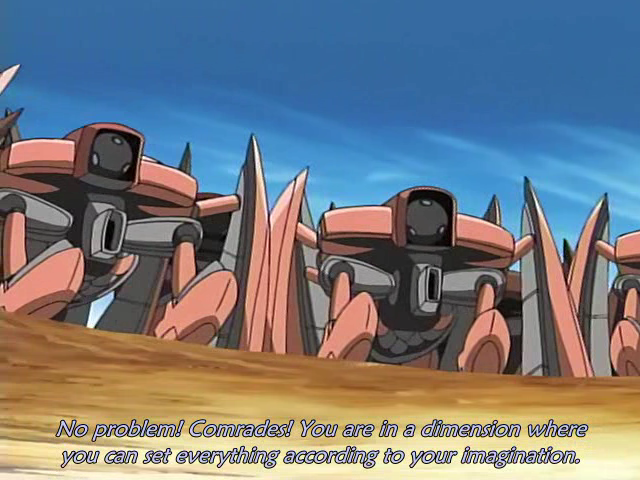 No problem! Comrades! You are in a dimension where
you can set everything according to your imagination.